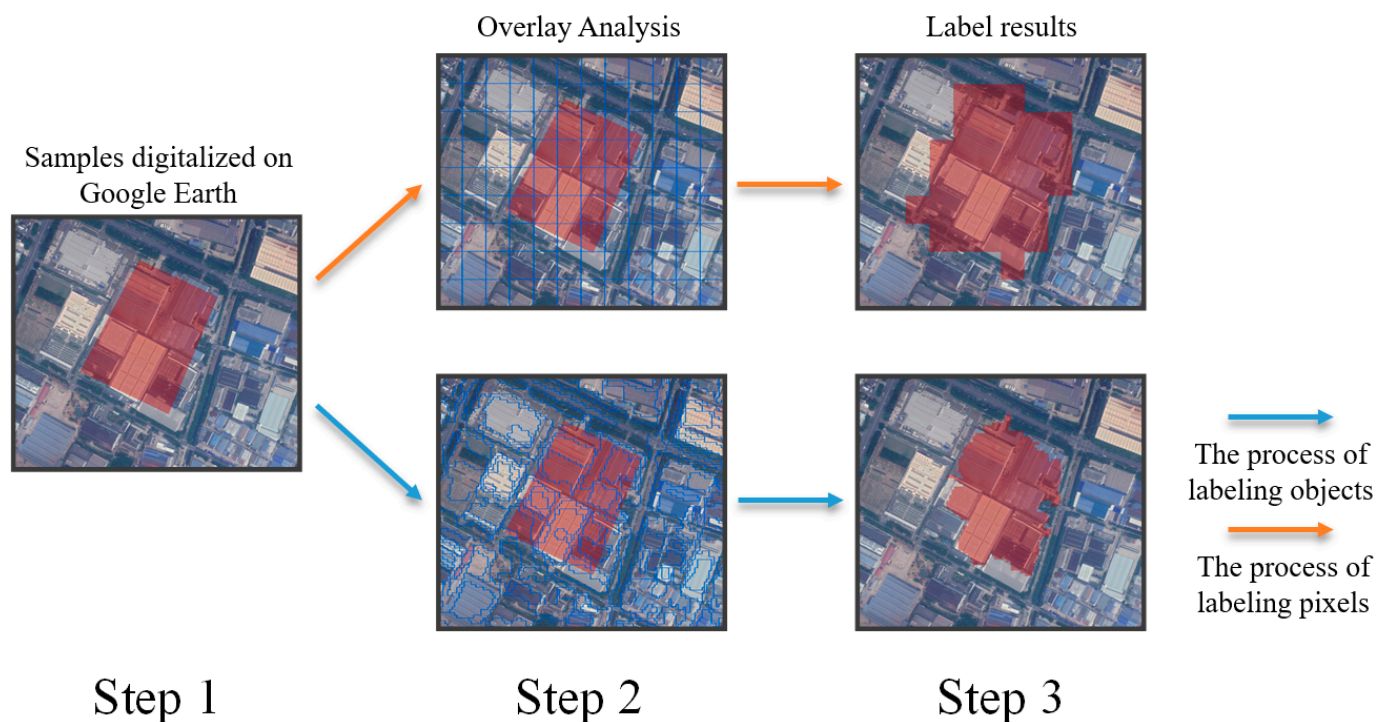 Overlay Analysis
Label results
Samples digitalized on
Google Earth
The process of
labeling objects
The process of
labeling pixels
Step 1
Step 2
Step 3